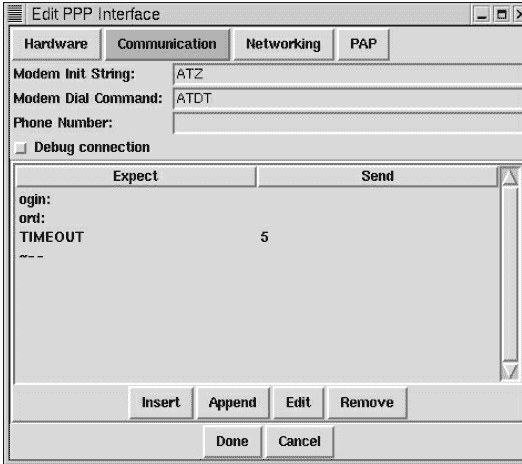 Edit PPP Interface
Hardware Communication Networking PAP
Modem Init String: ATZ
Modem Dial Command: ATDT
Phone Number:
Debug connection
Expect Send
ogin:
ord:
TIMEOUT 5
~--
Insert Append Edit Remove
Done Cancel